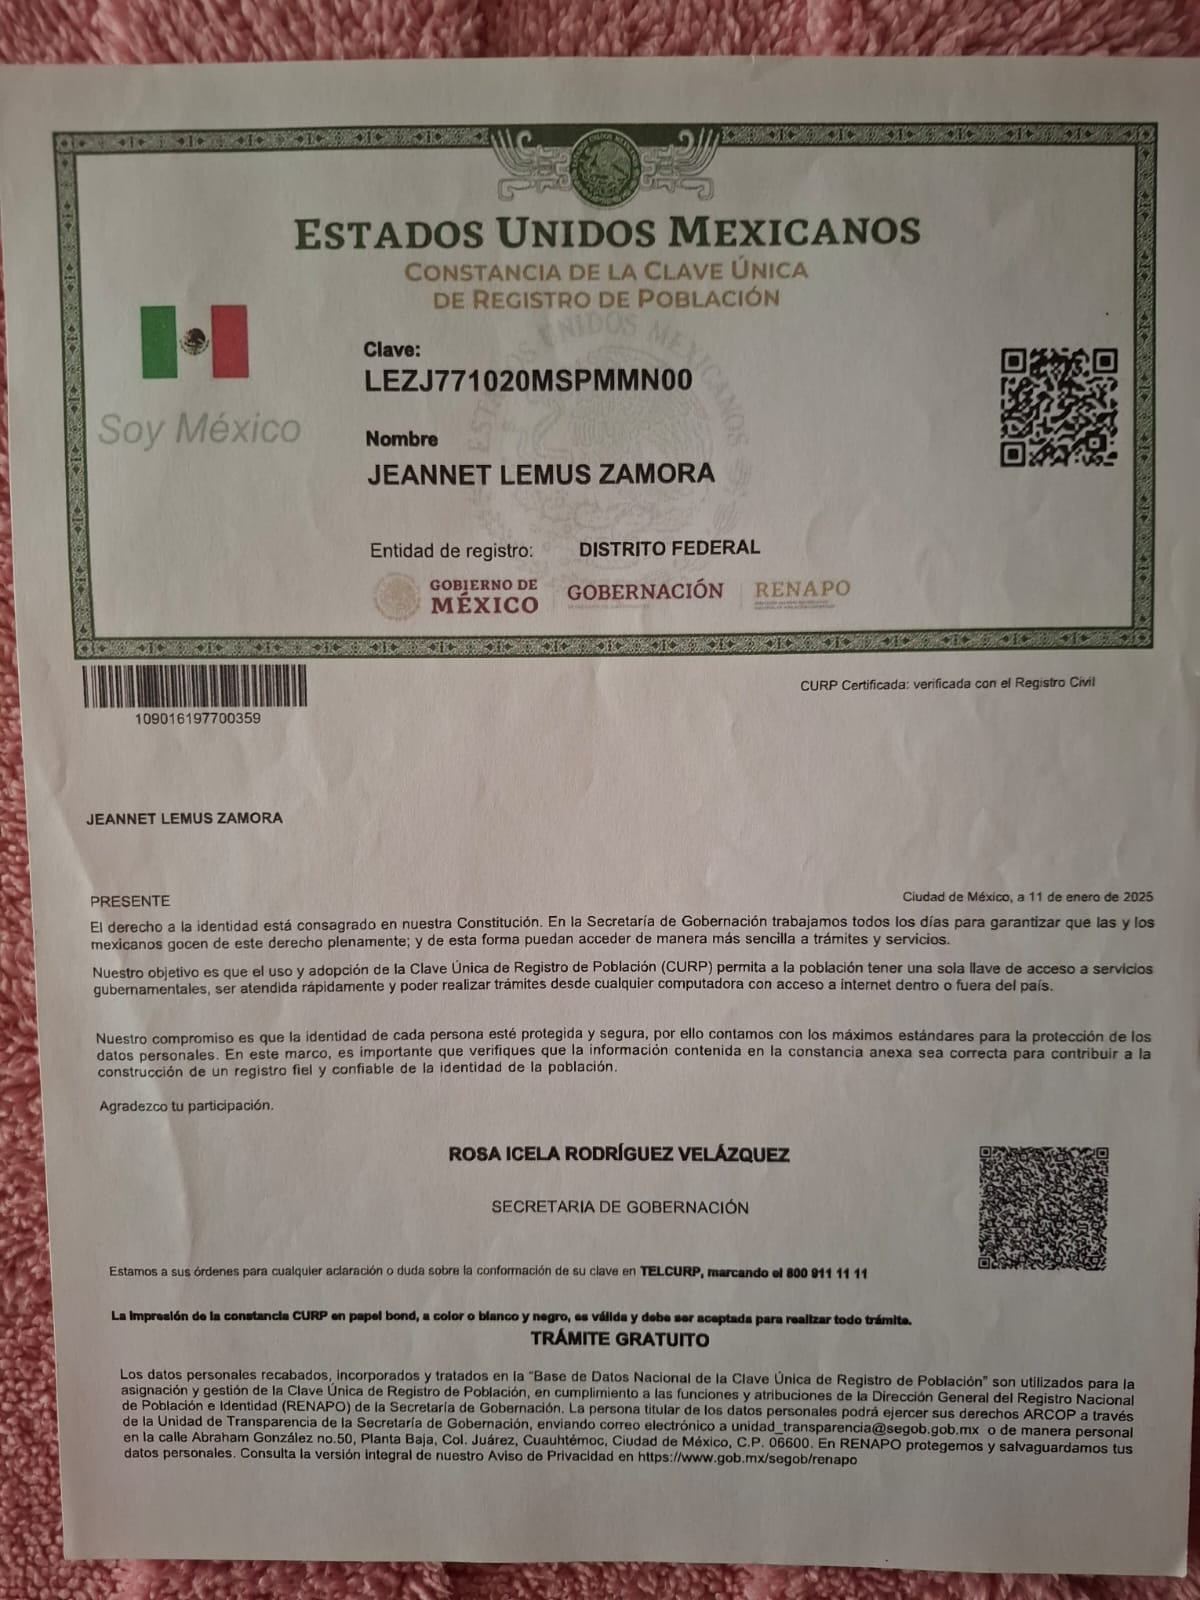 ESTADOS UNIDOS MEXICANOS
CONSTANCIA DE LA CLAVE ÚNICA
DE REGISTRO DE POBLACIÓN
Soy México
Clave:
LEZJ771020MSPMMN00
Nombre
JEANNET LEMUS ZAMORA
Entidad de registro: DISTRITO FEDERAL
GOBIERNO DE
MÉXICO
GOBERNACIÓN
RENAPO
109016197700359
CURP Certificada: verificada con el Registro Civil
JEANNET LEMUS ZAMORA
PRESENTE
Ciudad de México, a 11 de enero de 2025
El derecho a la identidad está consagrado en nuestra Constitución. En la Secretaría de Gobernación trabajamos todos los días para garantizar que las y los
mexicanos gocen de este derecho plenamente; y de esta forma puedan acceder de manera más sencilla a trámites y servicios.
Nuestro objetivo es que el uso y adopción de la Clave Única de Registro de Población (CURP) permita a la población tener una sola llave de acceso a servicios
gubernamentales, ser atendida rápidamente y poder realizar trámites desde cualquier computadora con acceso a internet dentro o fuera del país.
Nuestro compromiso es que la identidad de cada persona esté protegida y segura, por ello contamos con los máximos estándares para la protección de los
datos personales. En este marco, es importante que verifiques que la información contenida en la constancia anexa sea correcta para contribuir a la
construcción de un registro fiel y confiable de la identidad de la población.
Agradezco tu participación.
ROSA ICELA RODRÍGUEZ VELÁZQUEZ
SECRETARIA DE GOBERNACIÓN
Estamos a sus órdenes para cualquier aclaración o duda sobre la conformación de su clave en TELCURP, marcando el 800 911 11 11
La impresión de la constancia CURP en papel bond, a color o blanco y negro, es válida y debe ser aceptada para realizar todo trámite.
TRÁMITE GRATUITO
Los datos personales recabados, incorporados y tratados en la "Base de Datos Nacional de la Clave Única de Registro de Población" son utilizados para la
asignación y gestión de la Clave Única de Registro de Población, en cumplimiento a las funciones y atribuciones de la Dirección General del Registro Nacional
de Población e Identidad (RENAPO) de la Secretaría de Gobernación. La persona titular de los datos personales podrá ejercer sus derechos ARCOP a través
de la Unidad de Transparencia de la Secretaría de Gobernación, enviando correo electrónico a unidad_transparencia@segob.gob.mx o de manera personal
en la calle Abraham González no.50, Planta Baja, Col. Juárez, Cuauhtémoc, Ciudad de México, C.P. 06600. En RENAPO protegemos y salvaguardamos tus
datos personales. Consulta la versión integral de nuestro Aviso de Privacidad en https://www.gob.mx/segob/renapo